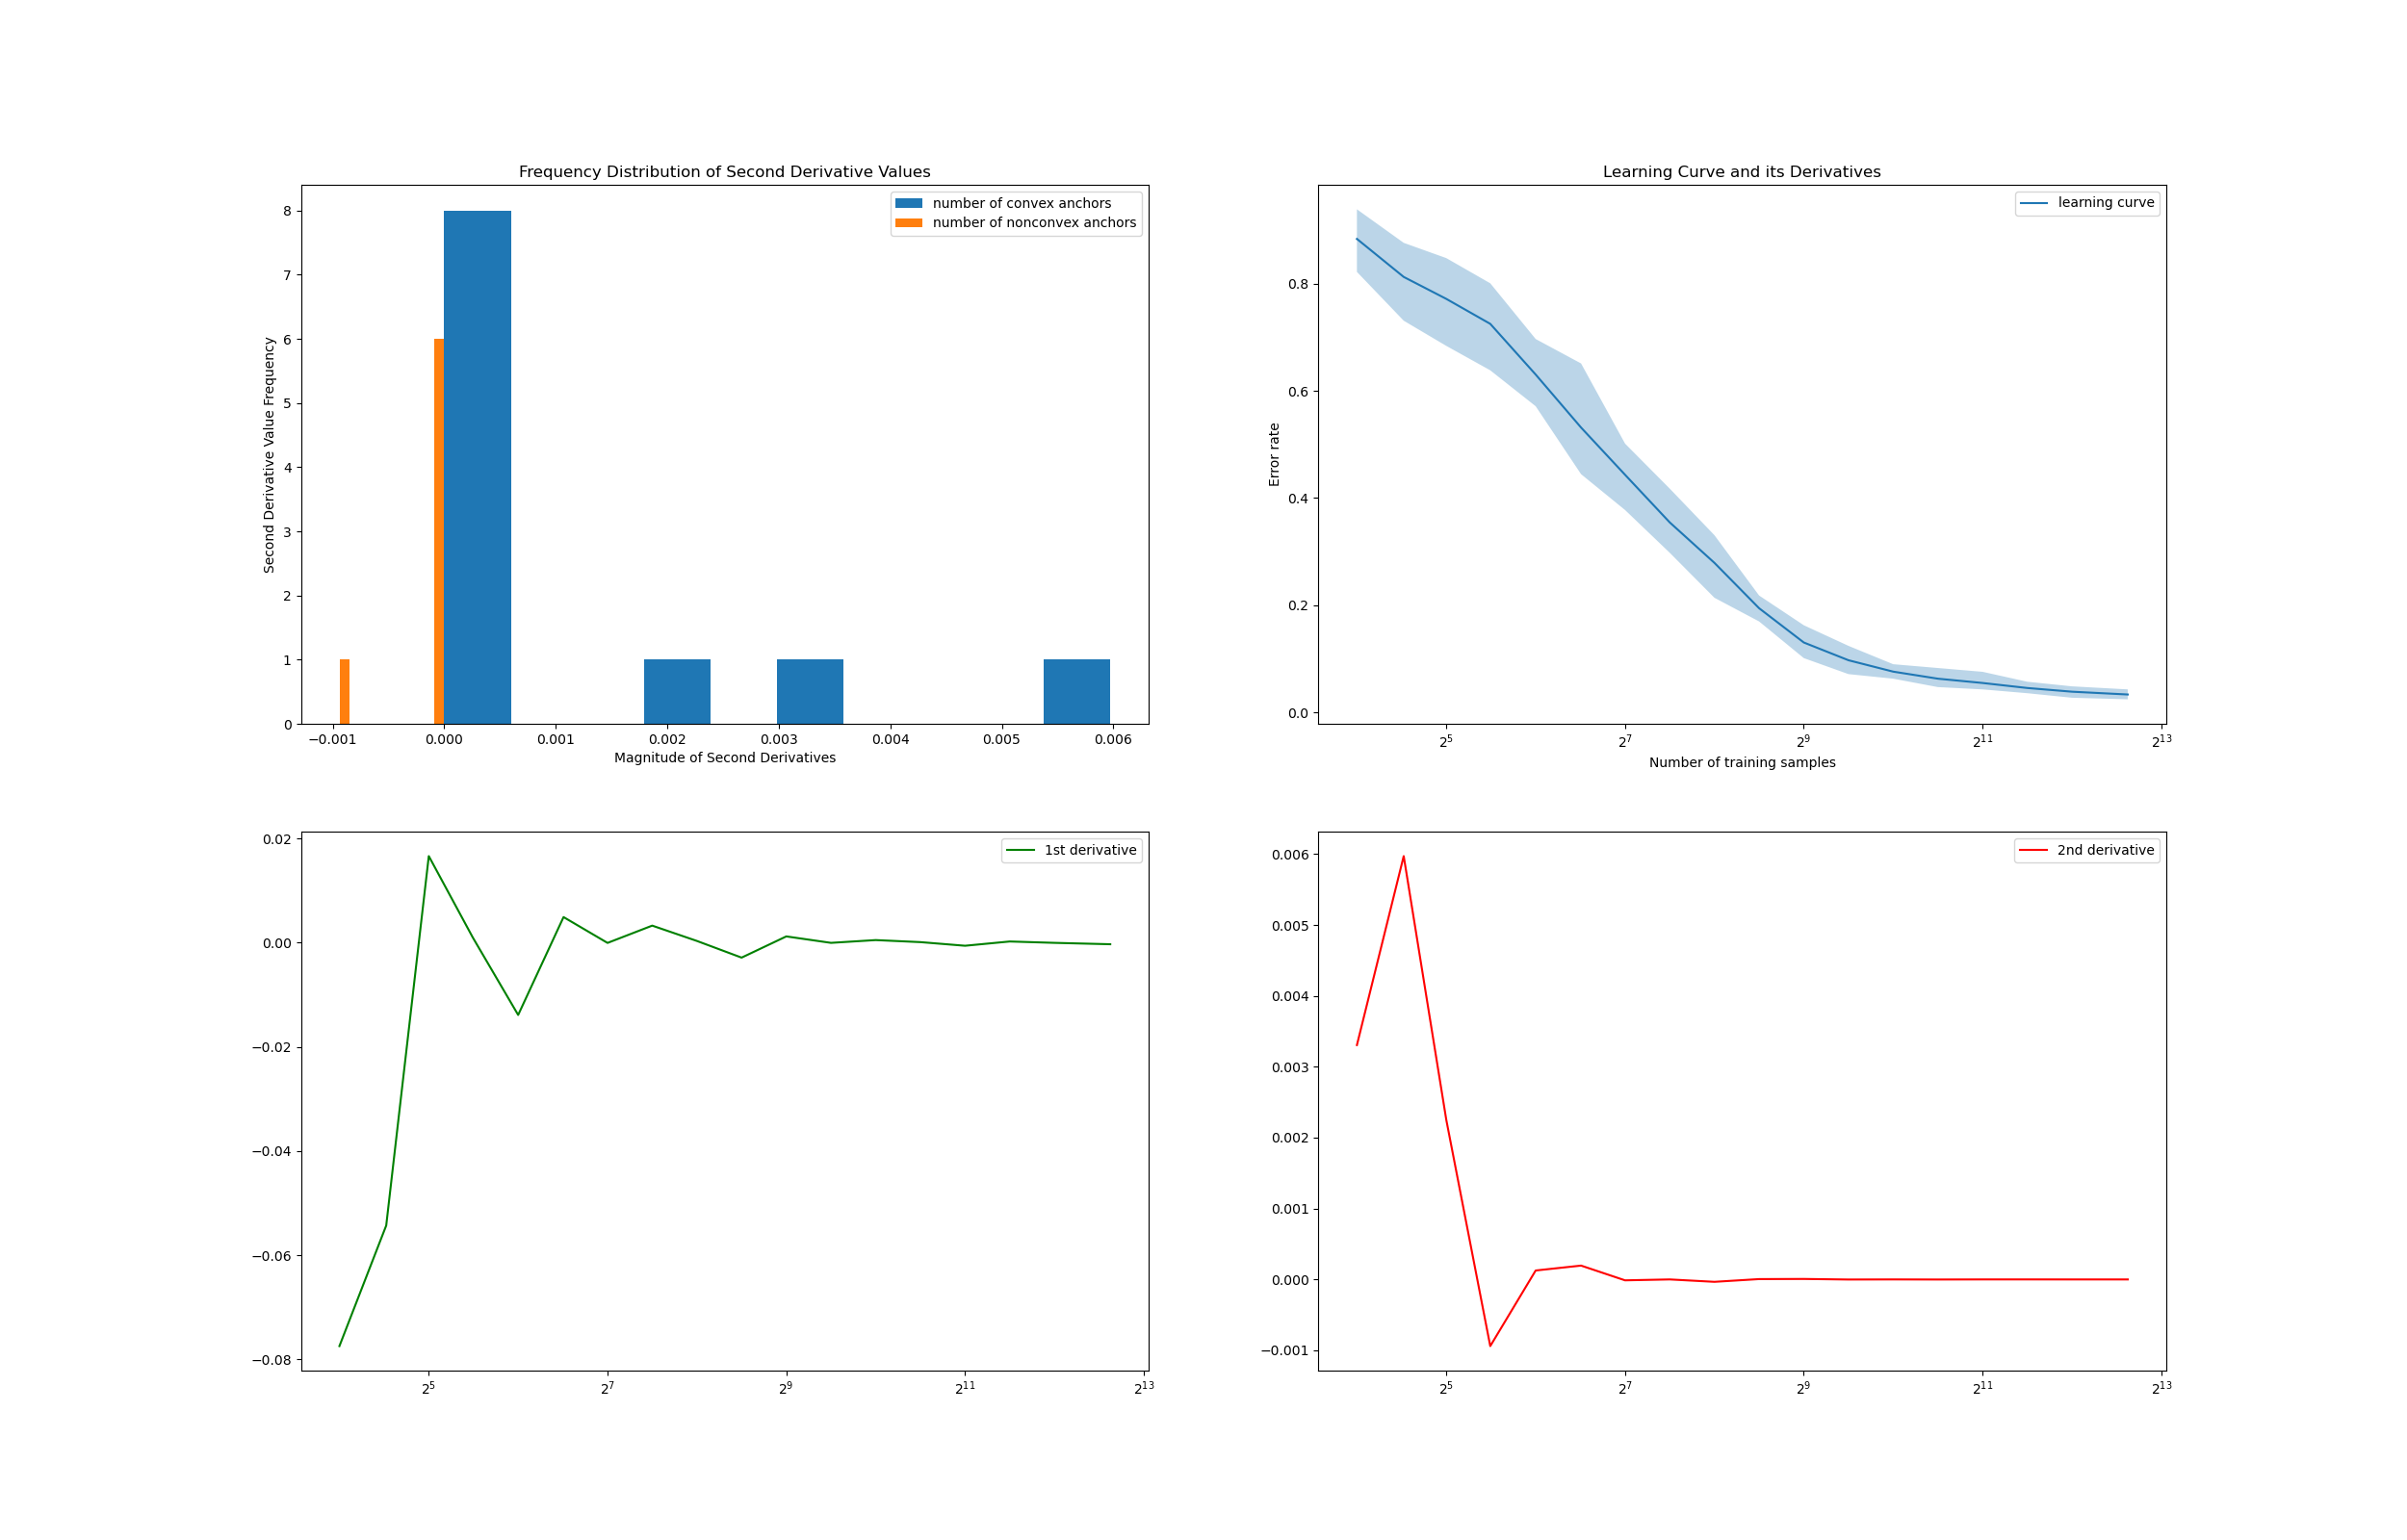 Frequency Distribution of Second Derivative Values
number of convex anchors
number of nonconvex anchors
8
7
6
5
4
3
2
1
0
Second Derivative Value Frequency
−0.001 0.000 0.001 0.002 0.003 0.004 0.005 0.006
Magnitude of Second Derivatives
Learning Curve and its Derivatives
learning curve
0.8
0.6
0.4
0.2
0.0
Error rate
2^5 2^7 2^9 2^11 2^13
Number of training samples
1st derivative
0.02
0.00
−0.02
−0.04
−0.06
−0.08
2^5 2^7 2^9 2^11 2^13
2nd derivative
0.006
0.005
0.004
0.003
0.002
0.001
0.000
−0.001
2^5 2^7 2^9 2^11 2^13